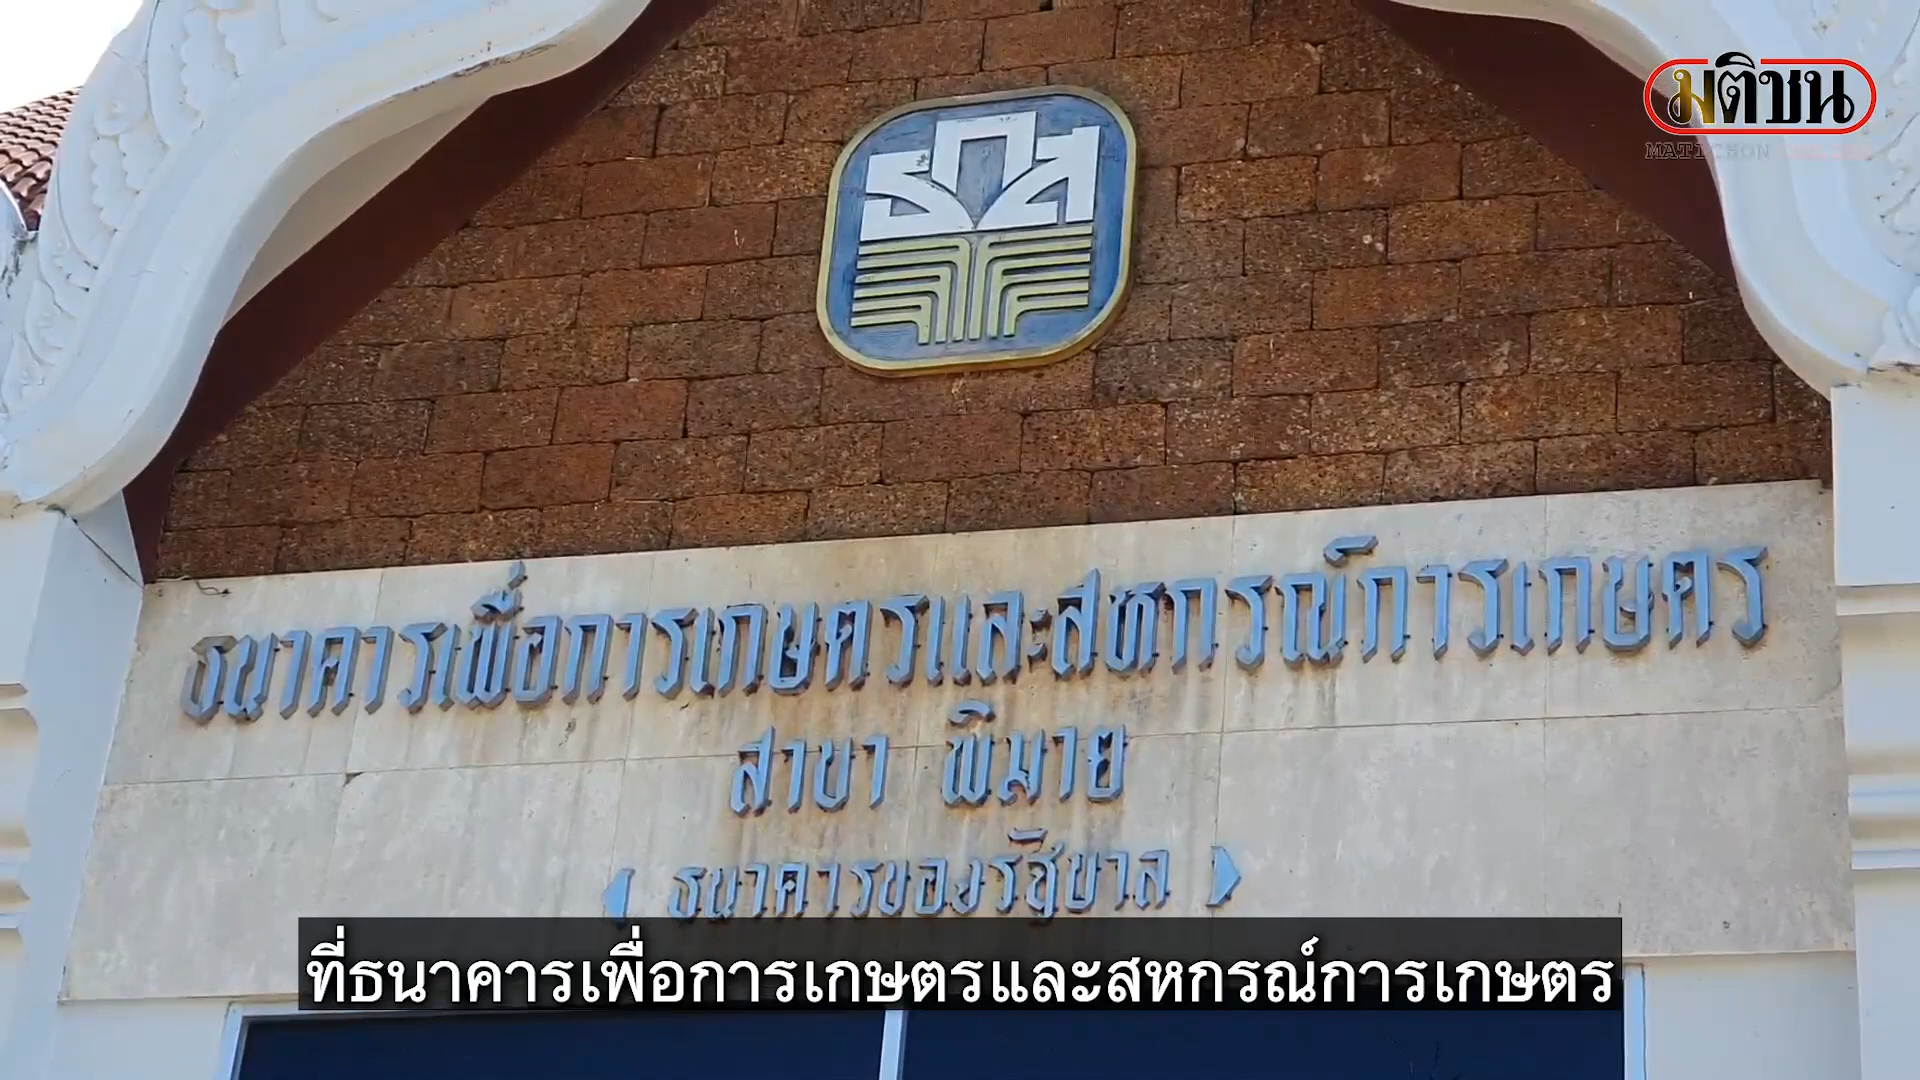 มติชน
MATICHON
ธกส
ธนาคารเพื่อการเกษตรและสหกรณ์การเกษตร
สาขา พิมาย
ธนาคารของรัฐบาล
ที่ธนาคารเพื่อการเกษตรและสหกรณ์การเกษตร